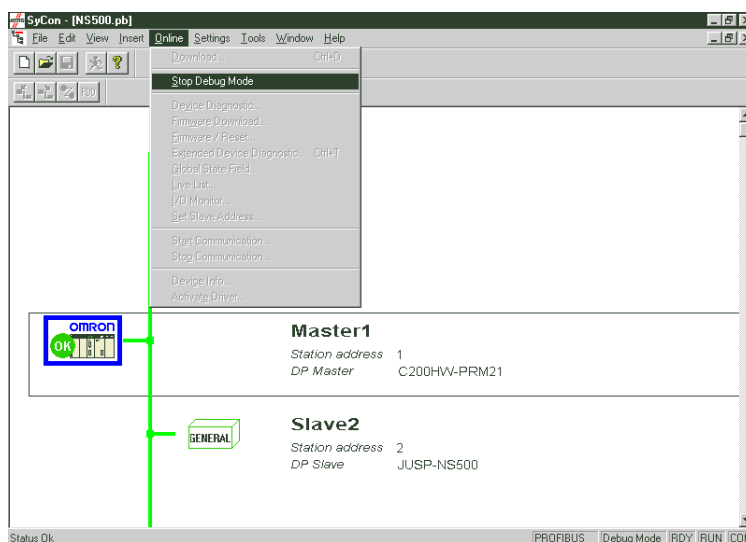 SyCon - [NS500.pb]
File Edit View Insert Online Settings Tools Window Help
Download... Ctrl+D
Stop Debug Mode
PDD
Device Diagnostic...
Firmware Download...
Firmware / Reset...
Extended Device Diagnostic... Ctrl+T
Global State Field...
Live List...
I/O Monitor...
Set Slave Address...
Start Communication...
Stop Communication...
Device Info...
Activate Driver...
OMRON
OK
Master1
Station address 1
DP Master C200HW-PRM21
GENERAL
Slave2
Station address 2
DP Slave JUSP-NS500
Status Ok PROFIBUS Debug Mode RDY RUN